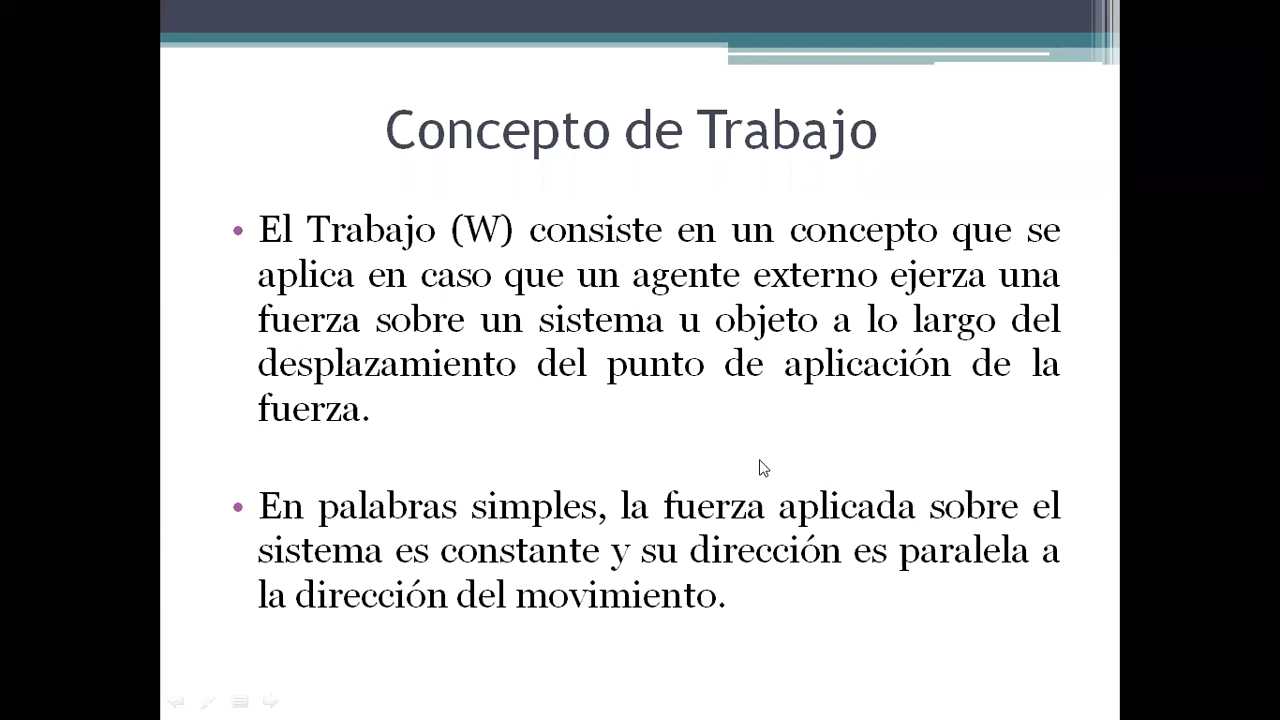 Concepto de Trabajo
• El Trabajo (W) consiste en un concepto que se
aplica en caso que un agente externo ejerza una
fuerza sobre un sistema u objeto a lo largo del
desplazamiento del punto de aplicación de la
fuerza.
• En palabras simples, la fuerza aplicada sobre el
sistema es constante y su dirección es paralela a
la dirección del movimiento.